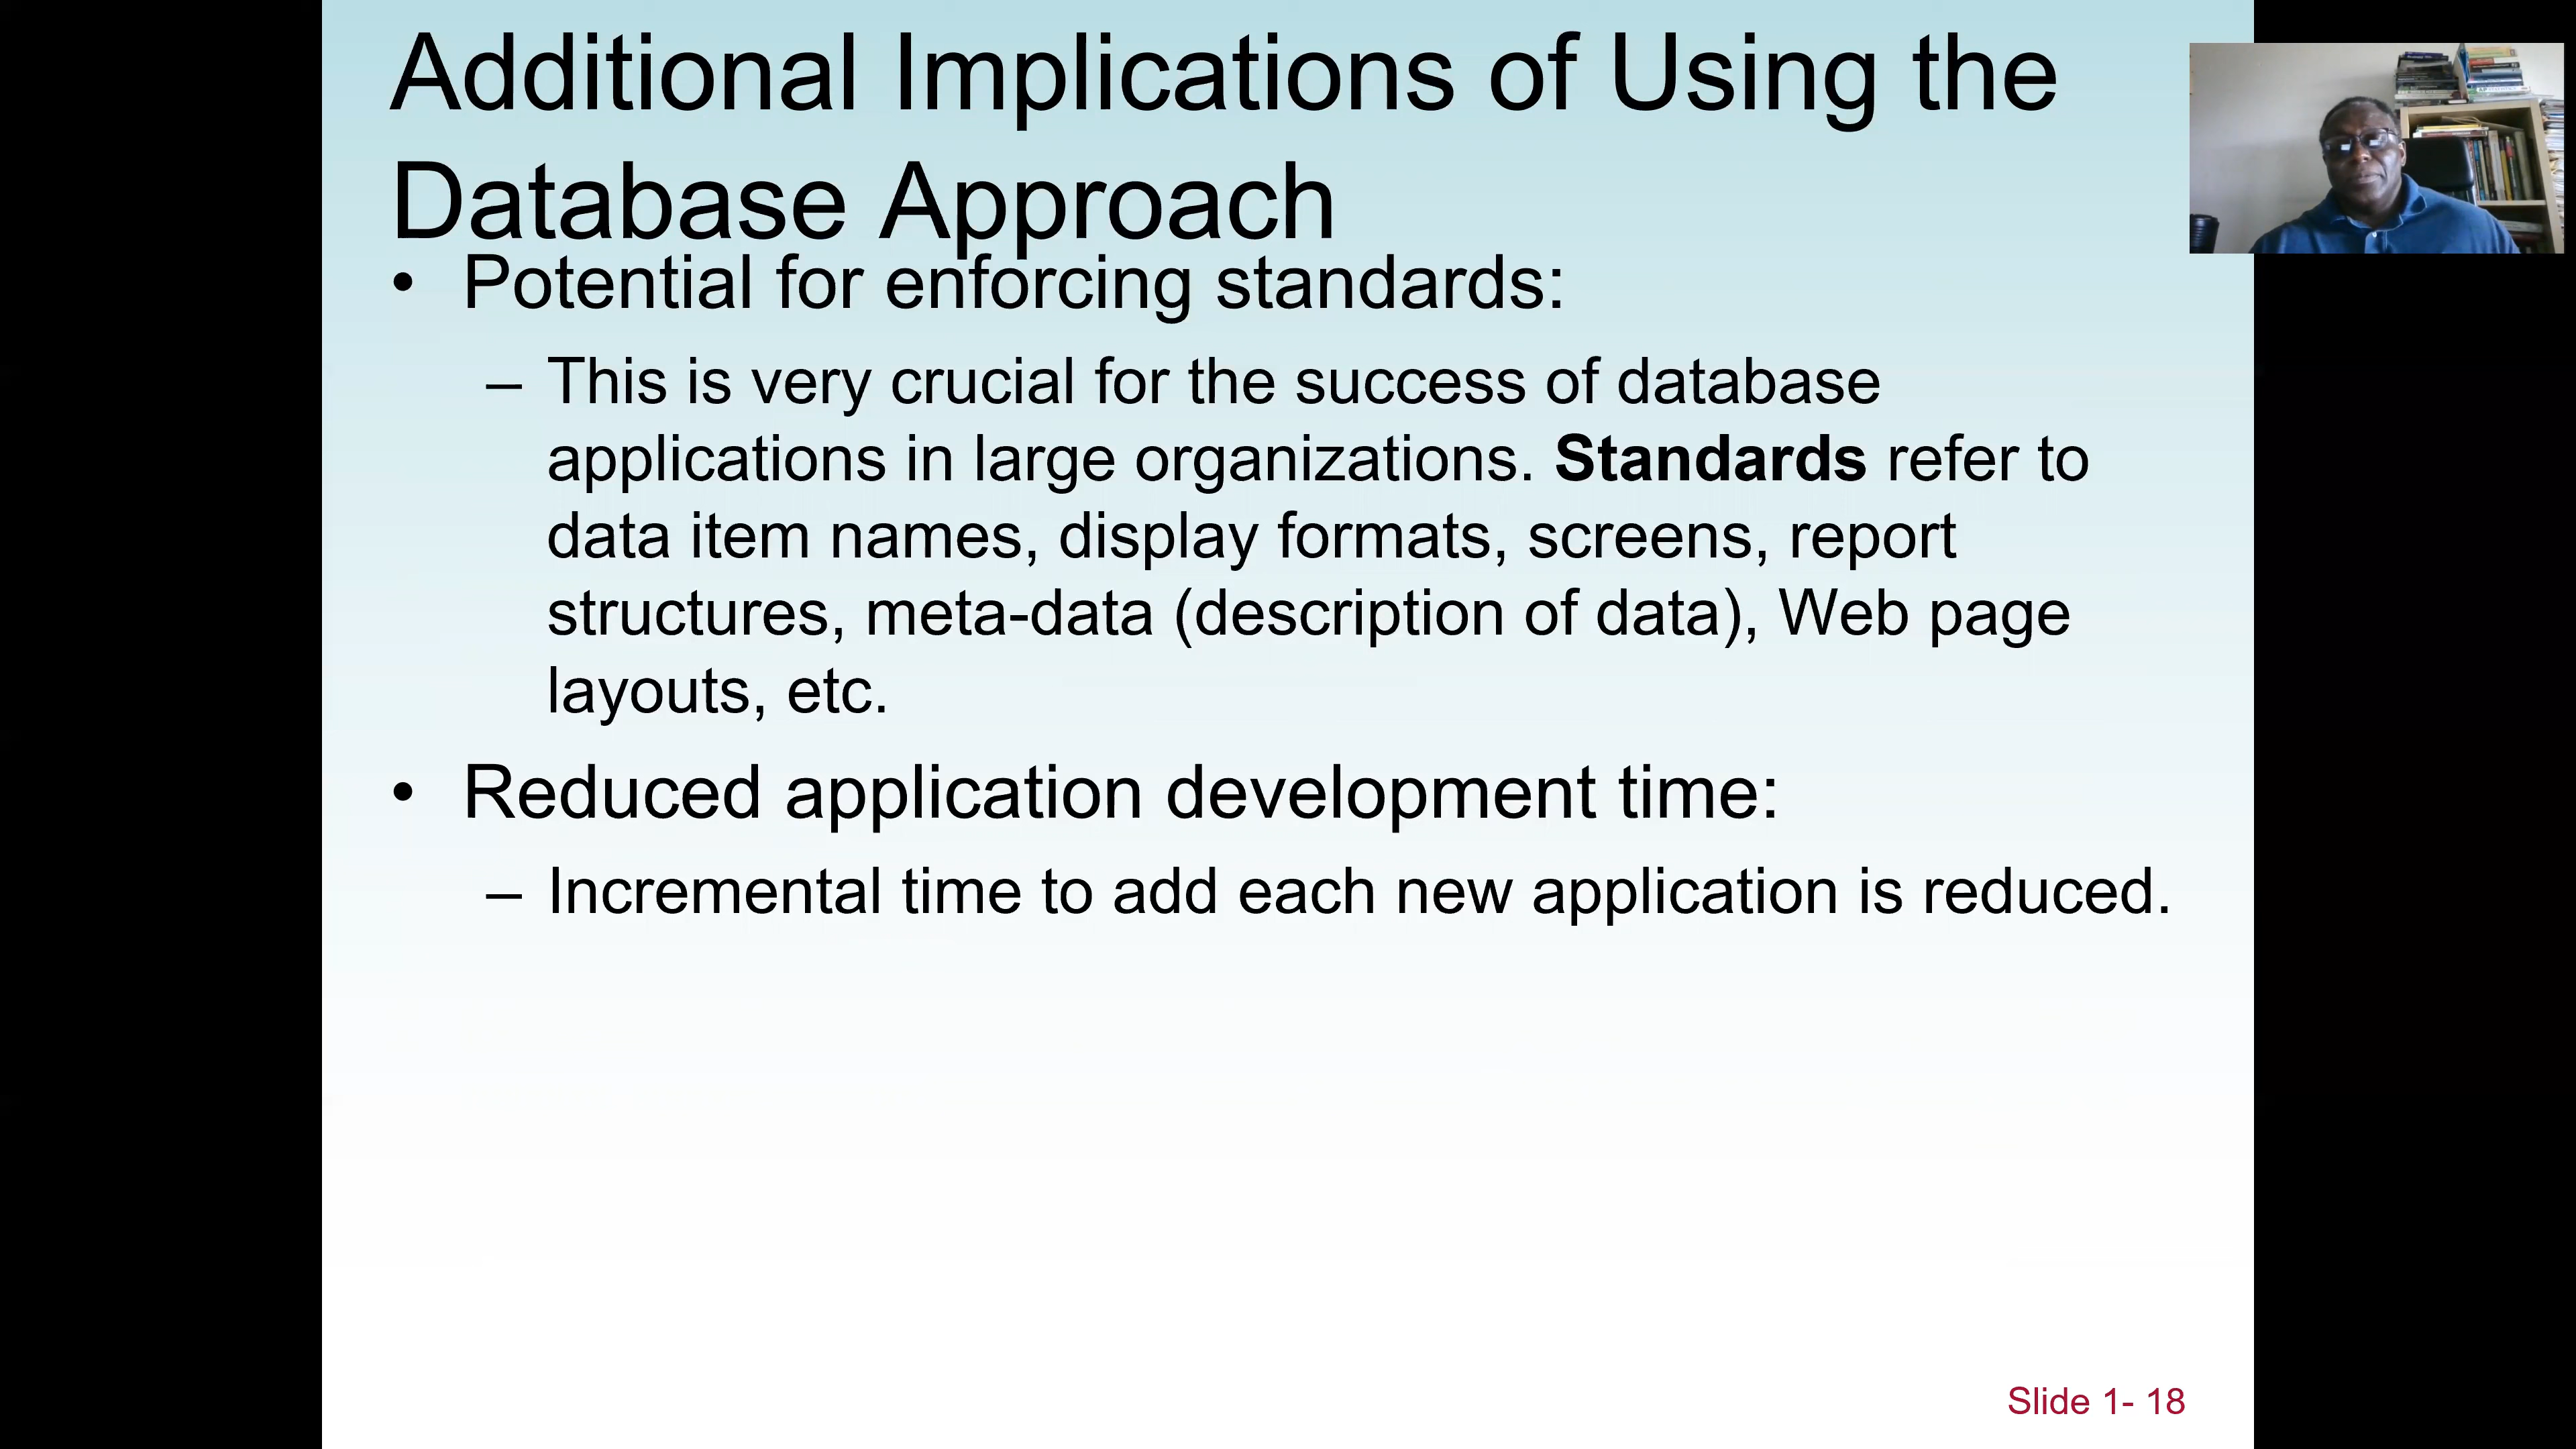 Additional Implications of Using the
Database Approach
• Potential for enforcing standards:
– This is very crucial for the success of database
applications in large organizations. Standards refer to
data item names, display formats, screens, report
structures, meta-data (description of data), Web page
layouts, etc.
• Reduced application development time:
– Incremental time to add each new application is reduced.
Slide 1- 18